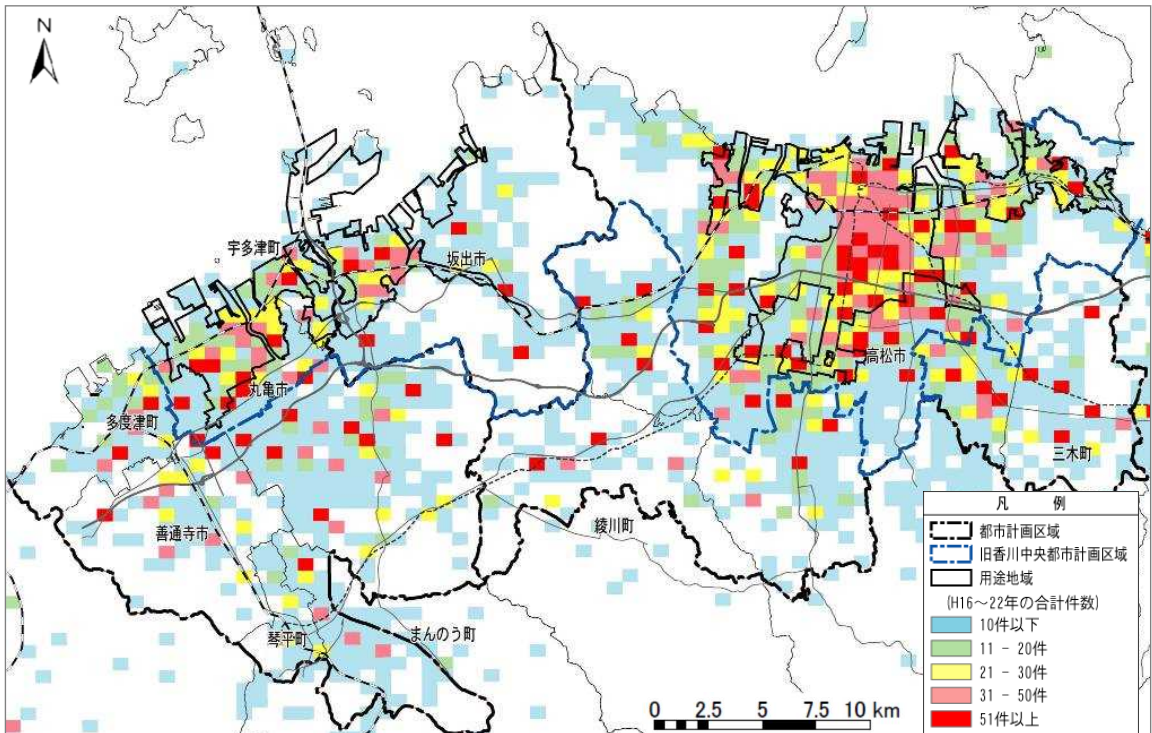 N
宇多津町
坂出市
丸亀市
高松市
多度津町
三木町
善通寺市
綾川町
琴平町
まんのう町
凡 例
都市計画区域
旧香川中央都市計画区域
用途地域
(H16～22年の合計件数)
10件以下
11 - 20件
21 - 30件
31 - 50件
51件以上
0 2.5 5 7.5 10 km